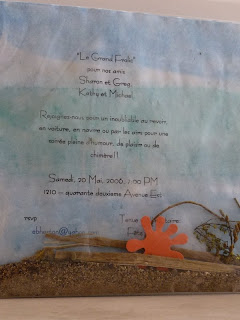 "Le Grand Finale"
pour nos amis
Sharon et Greg,
Kathy et Michael
Rejoignez-nous pour un inoubliable au revoir
en voiture, en navire ou par les airs pour une
soirée pleine d'humour, de plaisir ou de
chimère!!
Samedi, 20 Mai, 2006, 7:00 PM
1210 – quarante deuxième Avenue Est
rsvp Tenue